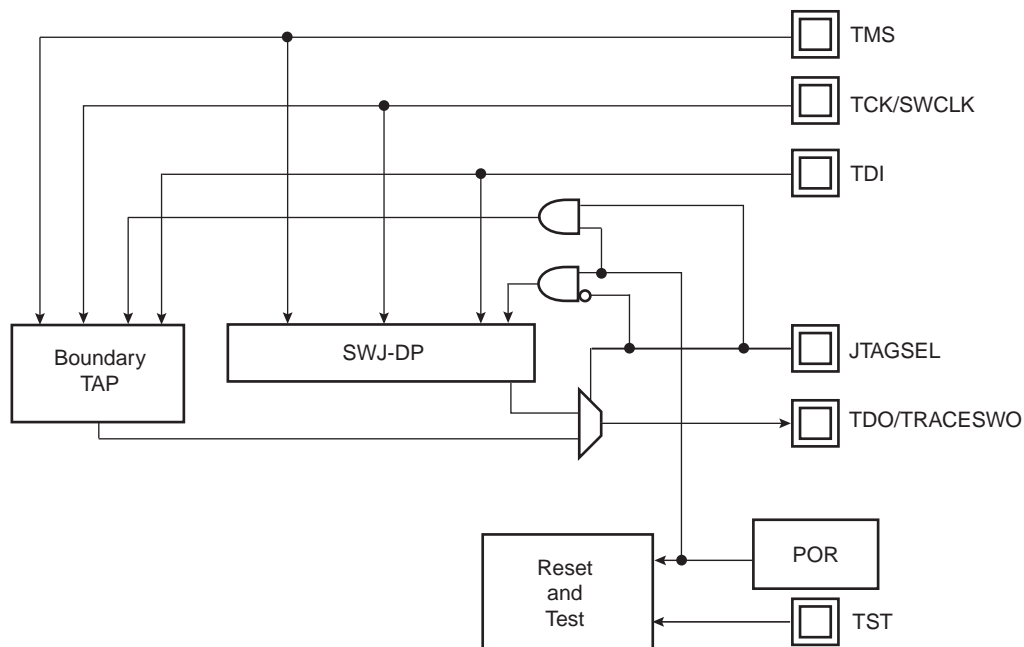 TMS
TCK/SWCLK
TDI
Boundary
TAP
SWJ-DP
JTAGSEL
TDO/TRACESWO
Reset
and
Test
POR
TST